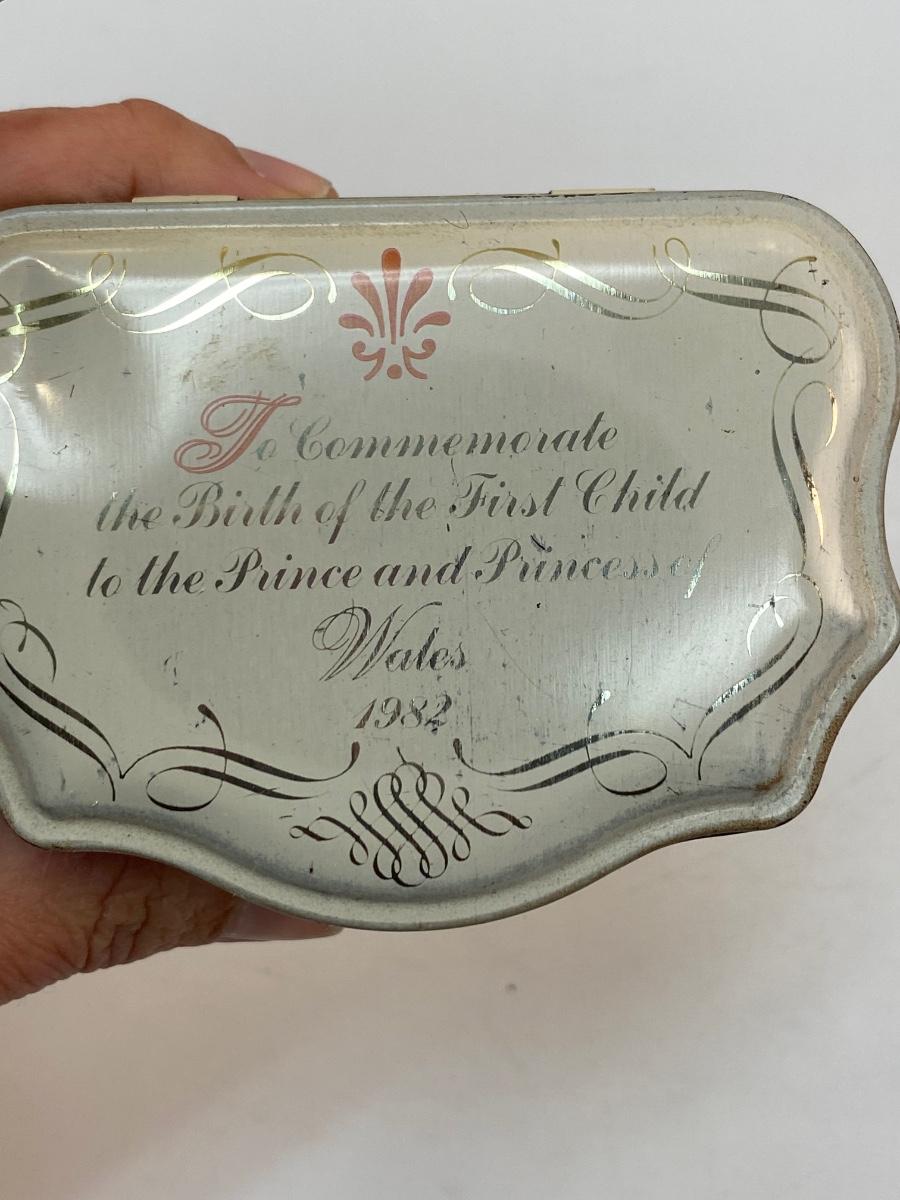 To Commemorate
the Birth of the First Child
to the Prince and Princess of
Wales
1982